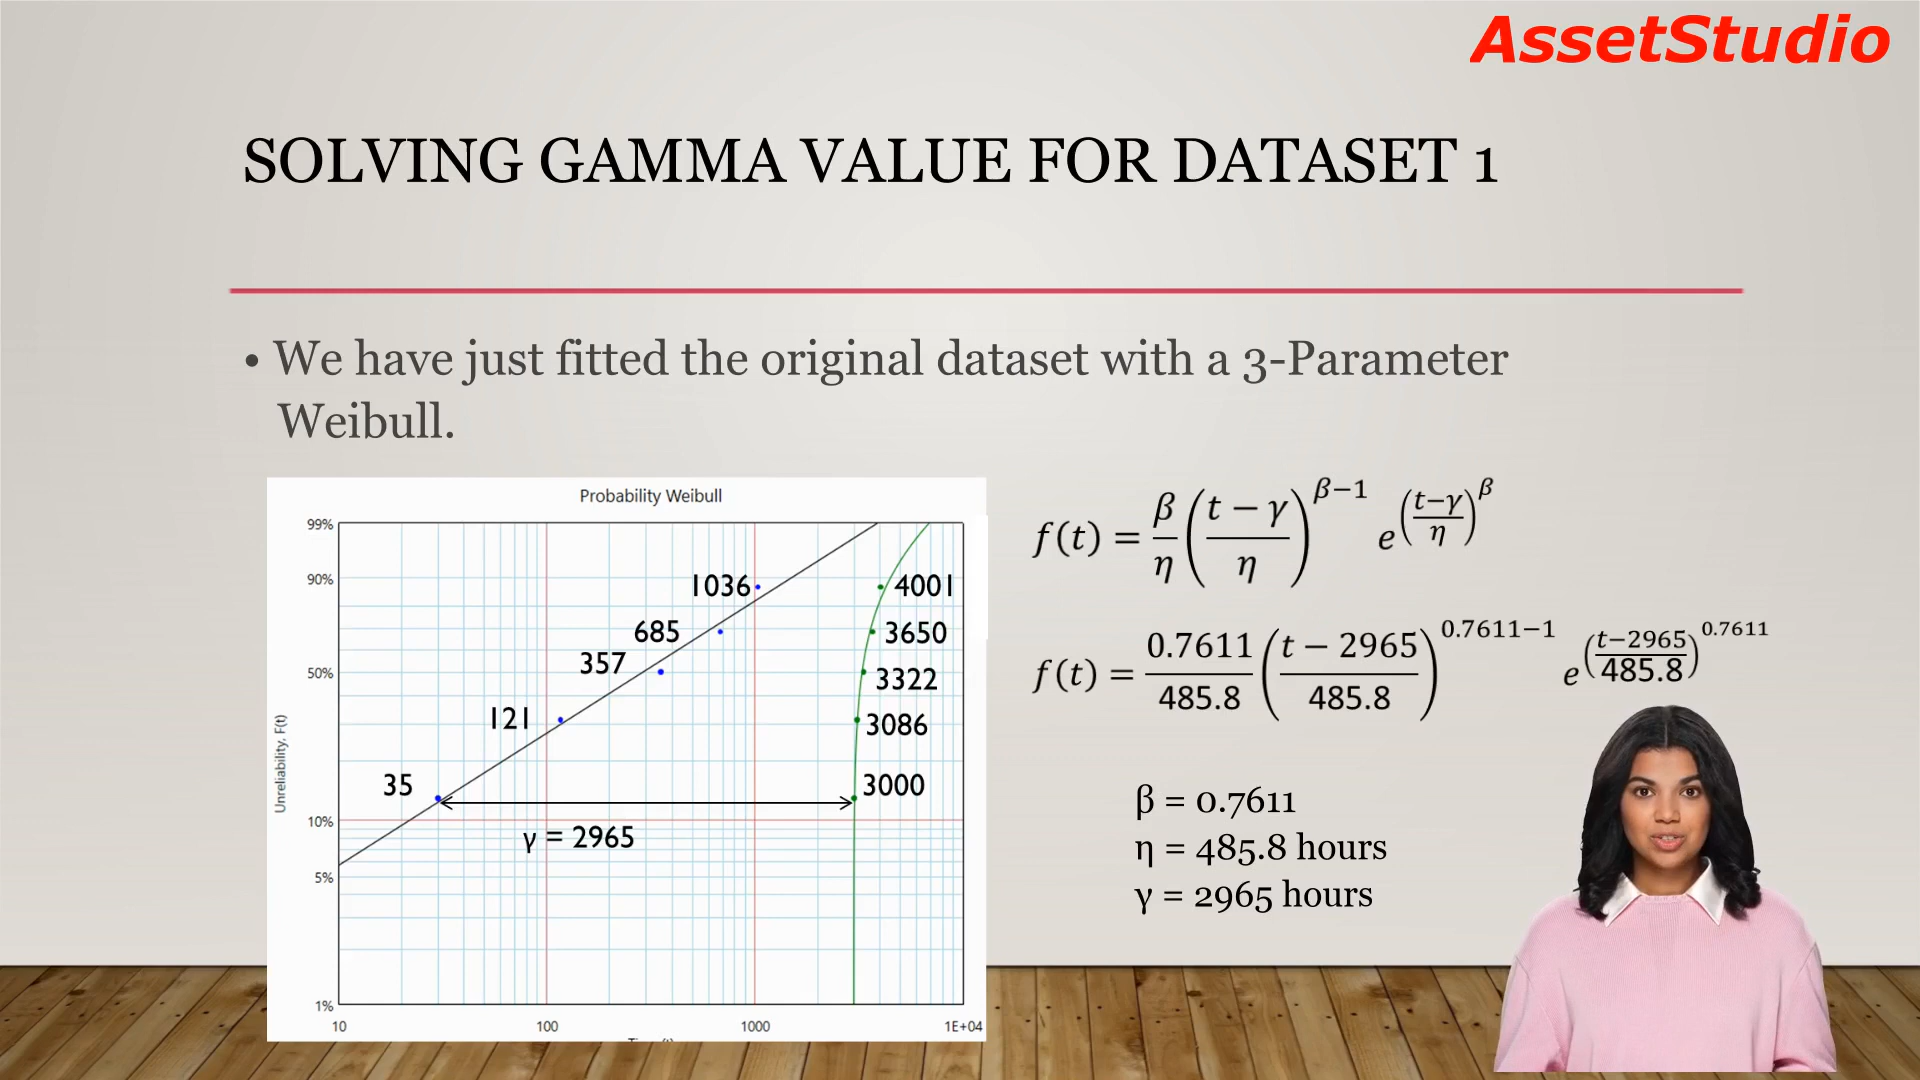 AssetStudio
SOLVING GAMMA VALUE FOR DATASET 1
• We have just fitted the original dataset with a 3-Parameter
Weibull.
Probability Weibull
99%
90%
50%
10%
5%
1%
Unreliability, F(t)
10
100
1000
1E+04
1036
685
357
121
35
4001
3650
3322
3086
3000
γ = 2965
f(t) = β/η ((t − γ)/η)^(β−1) e^((t−γ)/η)^β
f(t) = 0.7611/485.8 ((t − 2965)/485.8)^(0.7611−1) e^((t−2965)/485.8)^0.7611
β = 0.7611
η = 485.8 hours
γ = 2965 hours